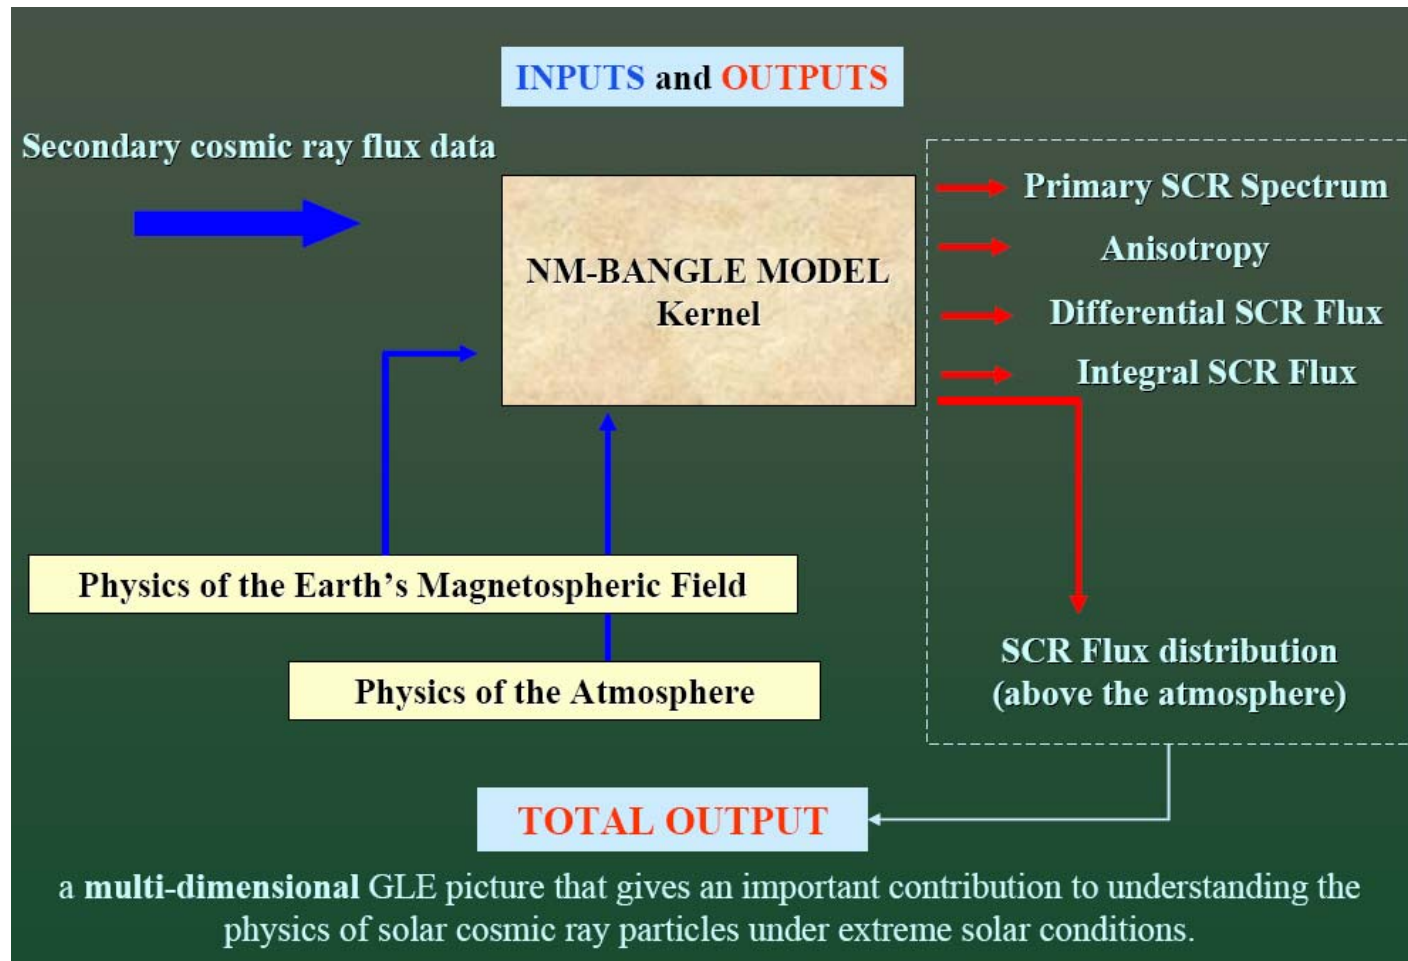 INPUTS and OUTPUTS
Secondary cosmic ray flux data
NM-BANGLE MODEL
Kernel
Primary SCR Spectrum
Anisotropy
Differential SCR Flux
Integral SCR Flux
Physics of the Earth’s Magnetospheric Field
Physics of the Atmosphere
SCR Flux distribution
(above the atmosphere)
TOTAL OUTPUT
a multi-dimensional GLE picture that gives an important contribution to understanding the
physics of solar cosmic ray particles under extreme solar conditions.